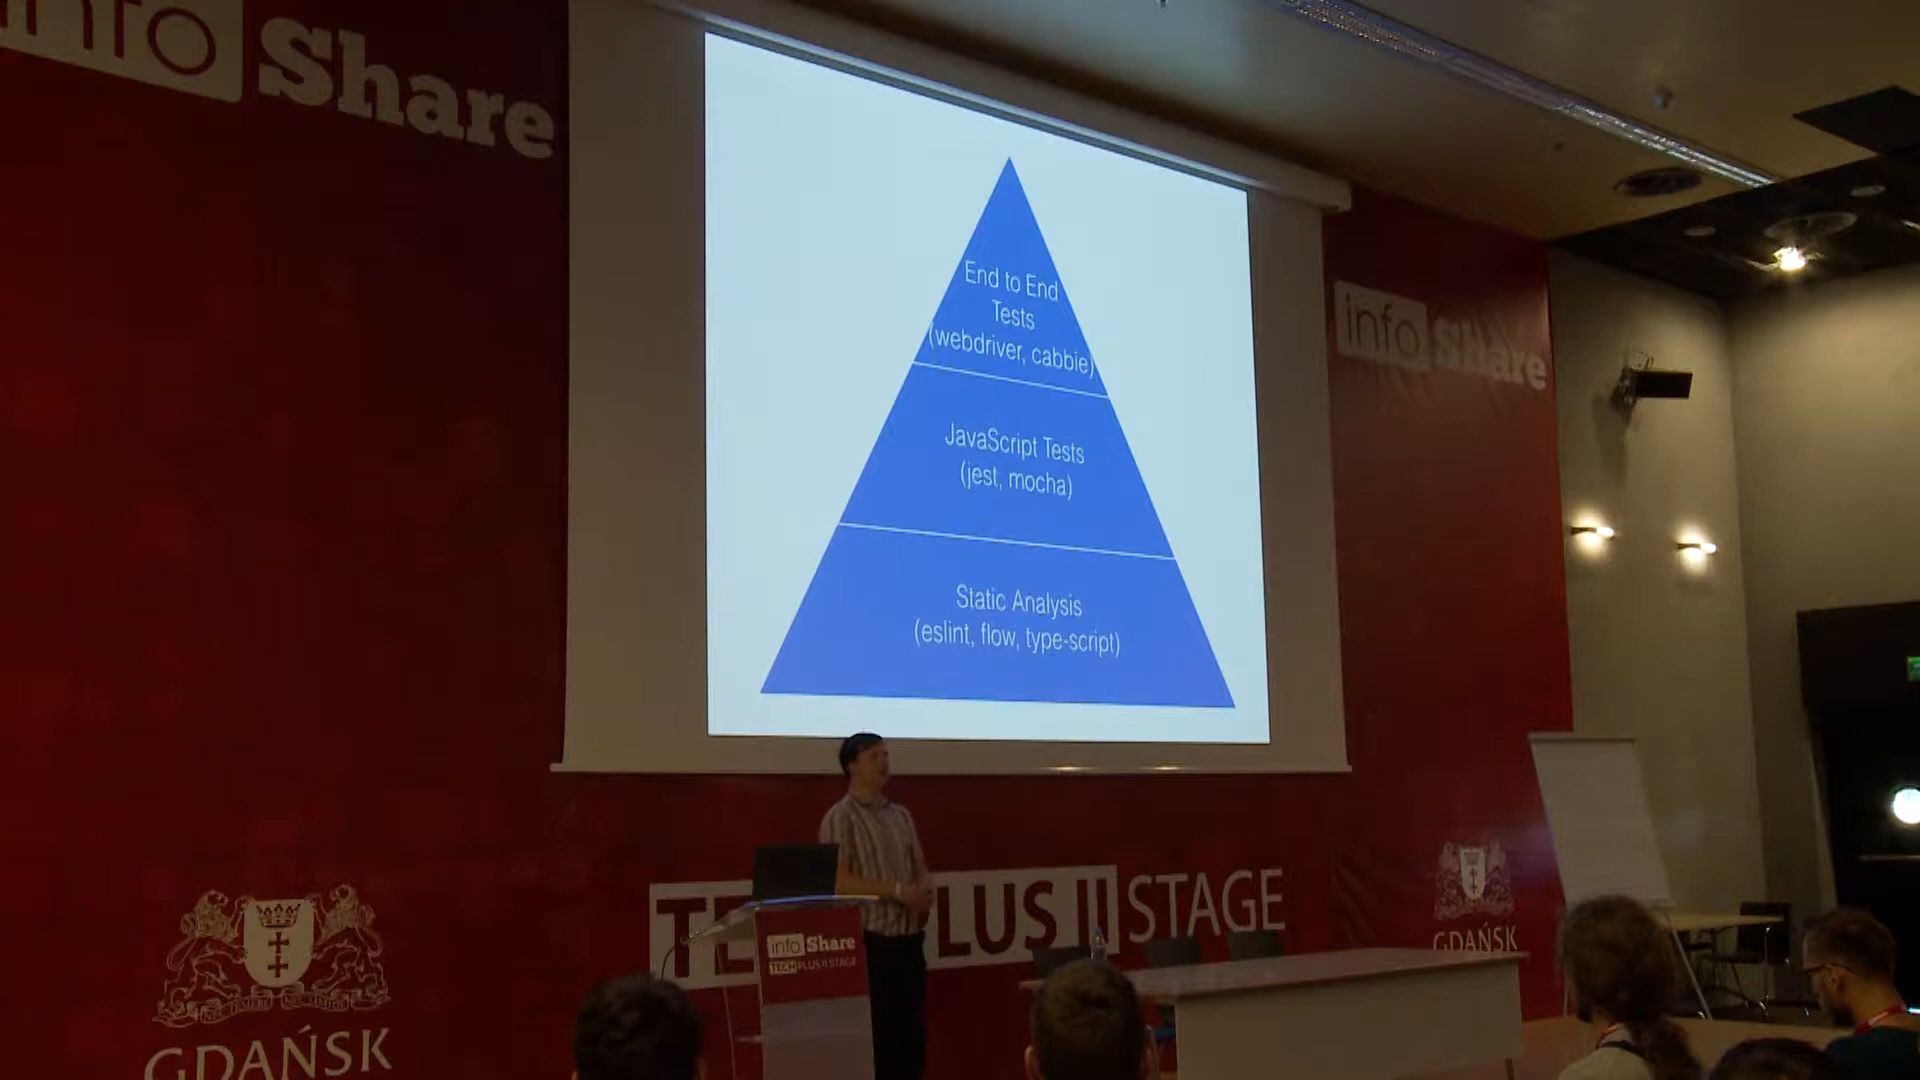 info Share
End to End
Tests
(webdriver, cabbie)
JavaScript Tests
(jest, mocha)
Static Analysis
(eslint, flow, type-script)
info Share
PLUS II STAGE
info Share
TECH PLUS II STAGE
GDAŃSK
GDAŃSK